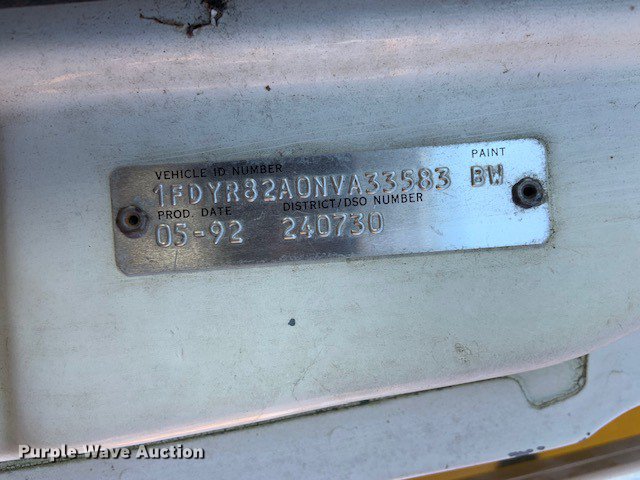 VEHICLE ID NUMBER PAINT
1FDYR82A0NVA33583 BW
PROD. DATE DISTRICT/DSO NUMBER
05-92 240730
Purple Wave Auction